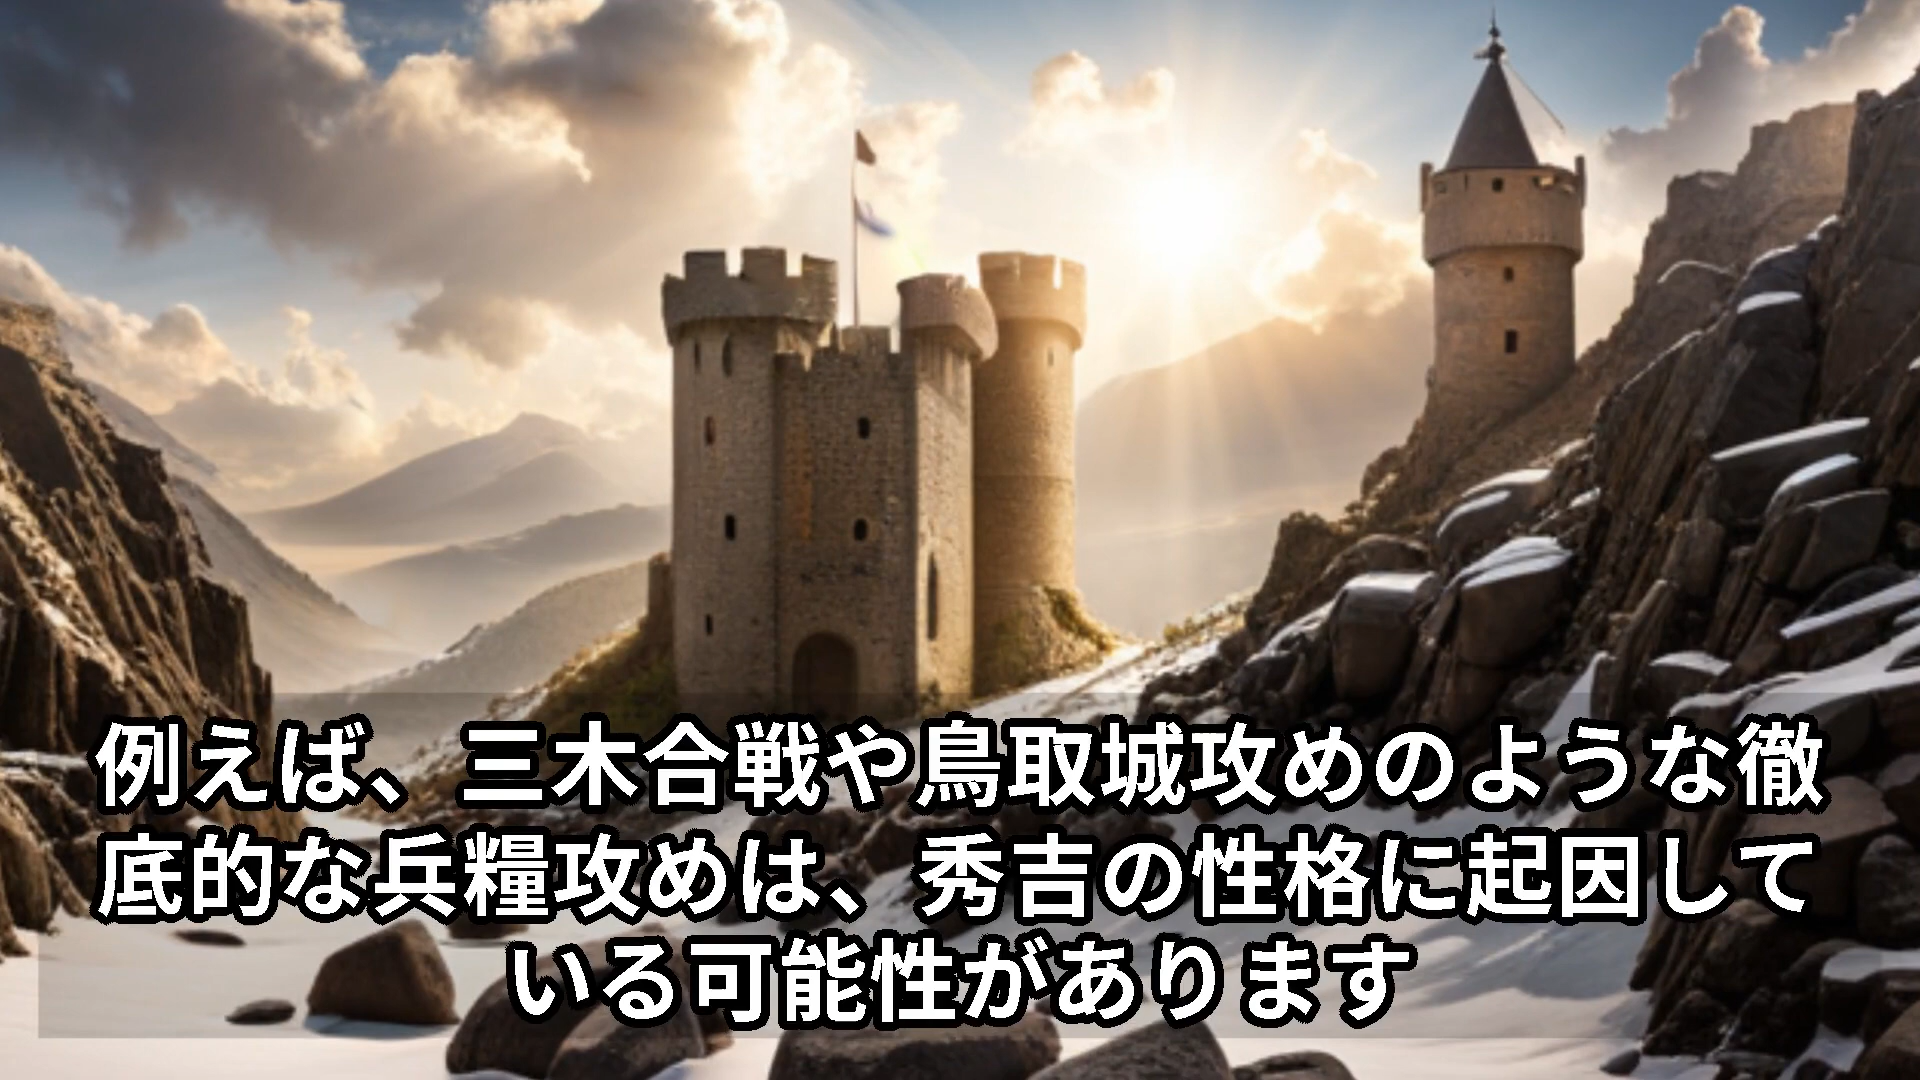 例えば、三木合戦や鳥取城攻めのような徹
底的な兵糧攻めは、秀吉の性格に起因して
いる可能性があります